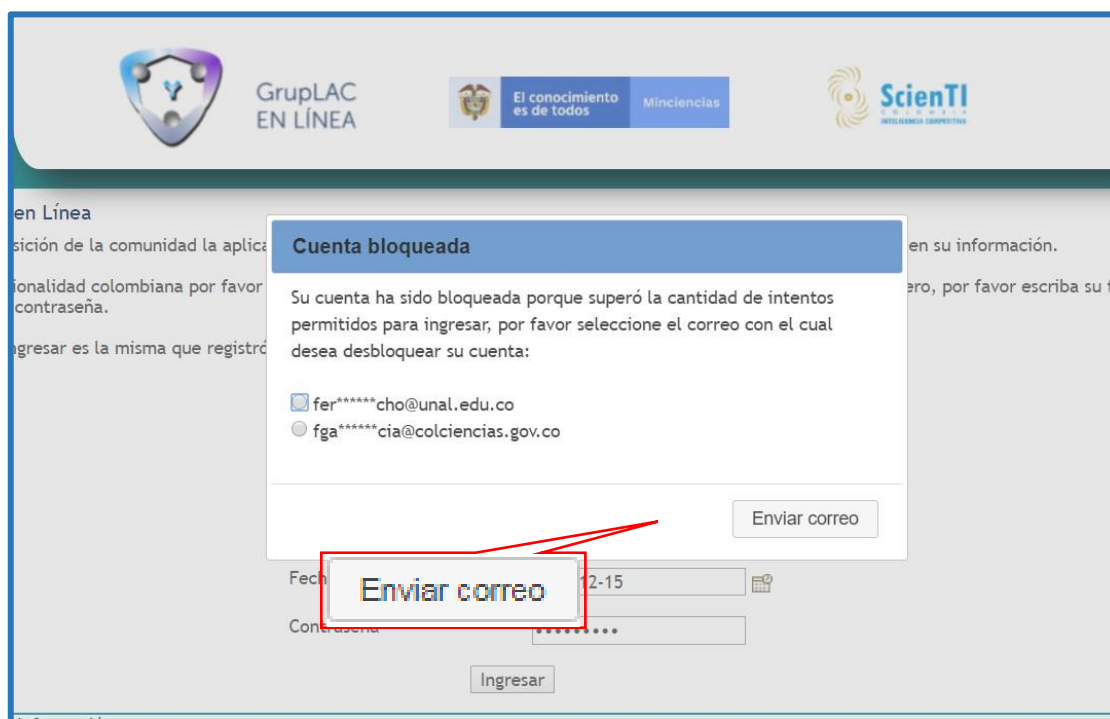 GrupLAC
EN LÍNEA
El conocimiento
es de todos
Minciencias
ScienTI
COLOMBIA
INTELIGENCIA COMPETITIVA
en Línea
sición de la comunidad la aplica
en su información.
ionalidad colombiana por favor
ero, por favor escriba su f
contraseña.
ngresar es la misma que registró
Cuenta bloqueada
Su cuenta ha sido bloqueada porque superó la cantidad de intentos
permitidos para ingresar, por favor seleccione el correo con el cual
desea desbloquear su cuenta:
fer******cho@unal.edu.co
fga******cia@colciencias.gov.co
Enviar correo
Enviar correo
Fech
12-15
Contraseña
•••••••••
Ingresar